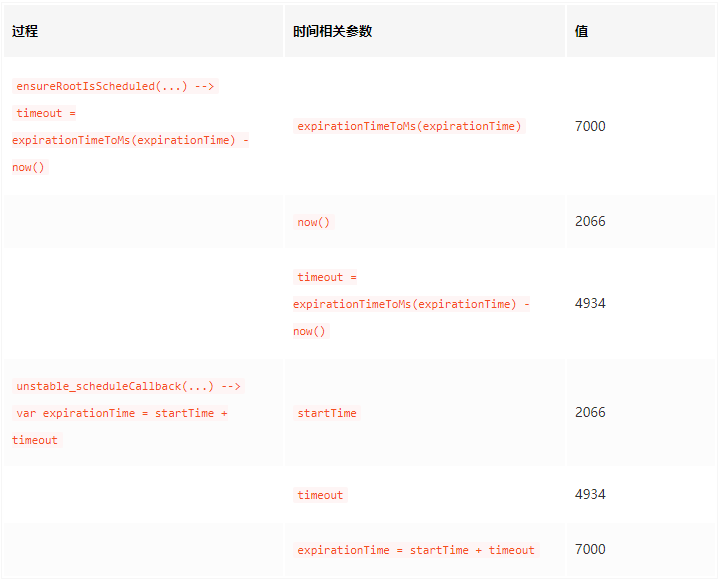 过程 时间相关参数 值
ensureRootIsScheduled(...) -->
timeout =
expirationTimeToMs(expirationTime) -
now()
expirationTimeToMs(expirationTime) 7000
now() 2066
timeout =
expirationTimeToMs(expirationTime) -
now()
4934
unstable_scheduleCallback(...) -->
var expirationTime = startTime +
timeout
startTime 2066
timeout 4934
expirationTime = startTime + timeout 7000